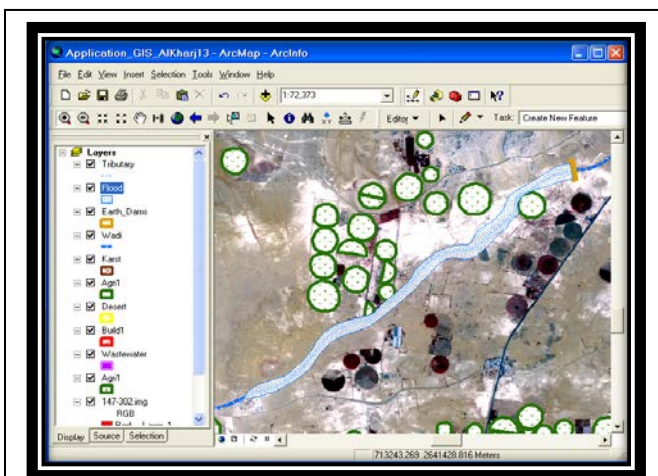 Application_GIS_AlKharj13 - ArcMap - ArcInfo
File Edit View Insert Selection Tools Window Help
1:72,373
Editor Task: Create New Feature
Layers
Tributary
Flood
Earth_Dams
Wadi
Karst
Agri1
Desert
Build1
Wastewater
Agri1
147-302.img
RGB
Display Source Selection
713243.269 2641428.816 Meters